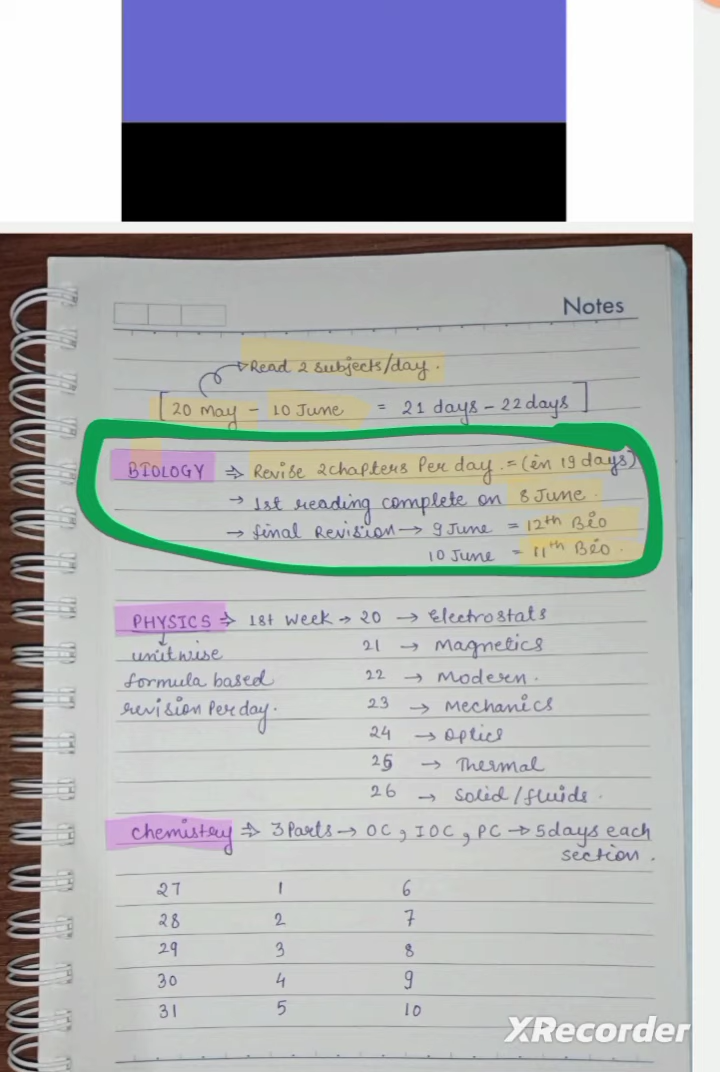 Notes
Read 2 subjects/day.
[20 May - 10 June = 21 days - 22 days]
BIOLOGY ⇒ Revise 2 chapters Per day. = (in 19 days)
→ 1st reading complete on 8 June.
→ final Revision → 9 June = 12th Bio
10 June = 11th Bio.
PHYSICS ⇒ 1st Week → 20 → Electrostats
21 → Magnetics
unitwise
22 → Modern.
formula based
23 → Mechanics
revision Per day.
24 → Optics
25 → Thermal
26 → Solid/fluids.
Chemistry ⇒ 3 Parts → OC, IOC, PC → 5 days each
section.
27 1 6
28 2 7
29 3 8
30 4 9
31 5 10
XRecorder